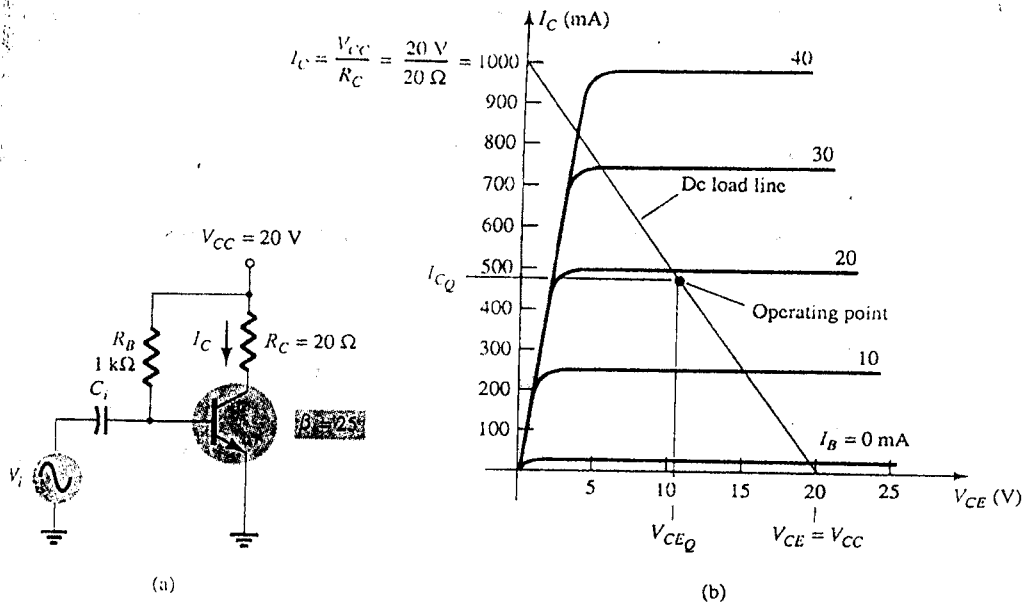 I_C = V_CC / R_C = 20 V / 20 Ω = 1000
I_C (mA)
900
800
700
600
500
400
300
200
100
I_CQ
40
30
20
10
I_B = 0 mA
Dc load line
Operating point
5
10
15
20
25
V_CE (V)
V_CEQ
V_CE = V_CC
(b)
V_CC = 20 V
R_B
1 kΩ
I_C
R_C = 20 Ω
C_i
β = 25
V_i
(a)